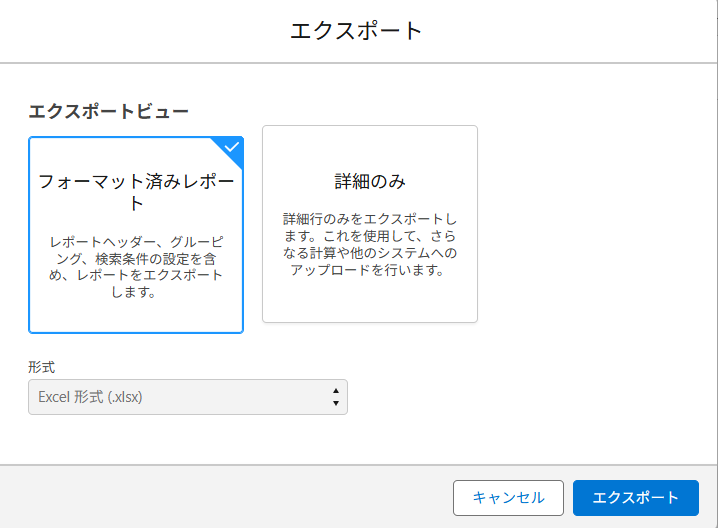 エクスポート
エクスポートビュー
フォーマット済みレポー
ト
レポートヘッダー、グルーピ
ング、検索条件の設定を含
め、レポートをエクスポート
します。
詳細のみ
詳細行のみをエクスポートし
ます。これを使用して、さら
なる計算や他のシステムへの
アップロードを行います。
形式
Excel 形式 (.xlsx)
キャンセル
エクスポート